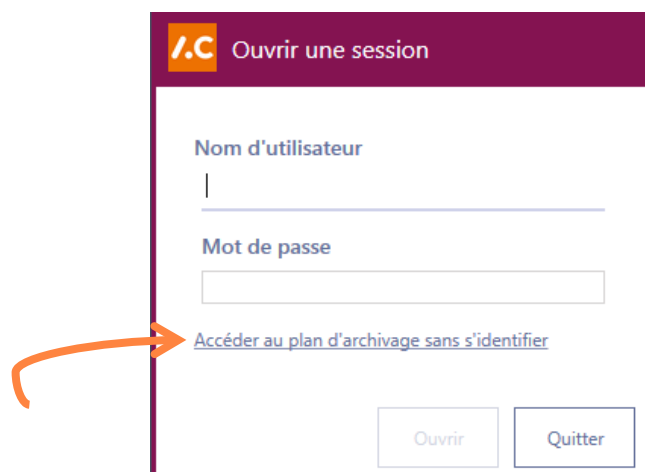 /.C Ouvrir une session
Nom d'utilisateur
Mot de passe
Accéder au plan d'archivage sans s'identifier
Ouvrir Quitter